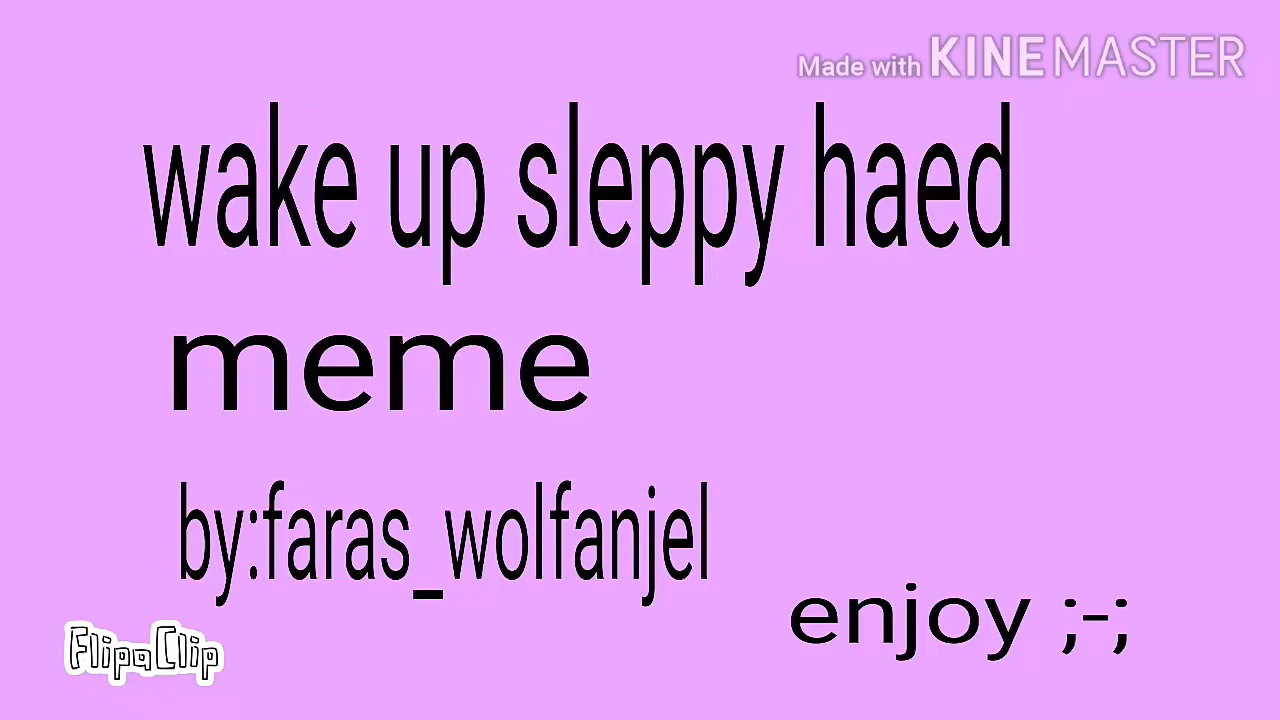 Made with KINEMASTER
wake up sleppy haed
meme
by:faras_wolfanjel
enjoy ;-;
FlipaClip